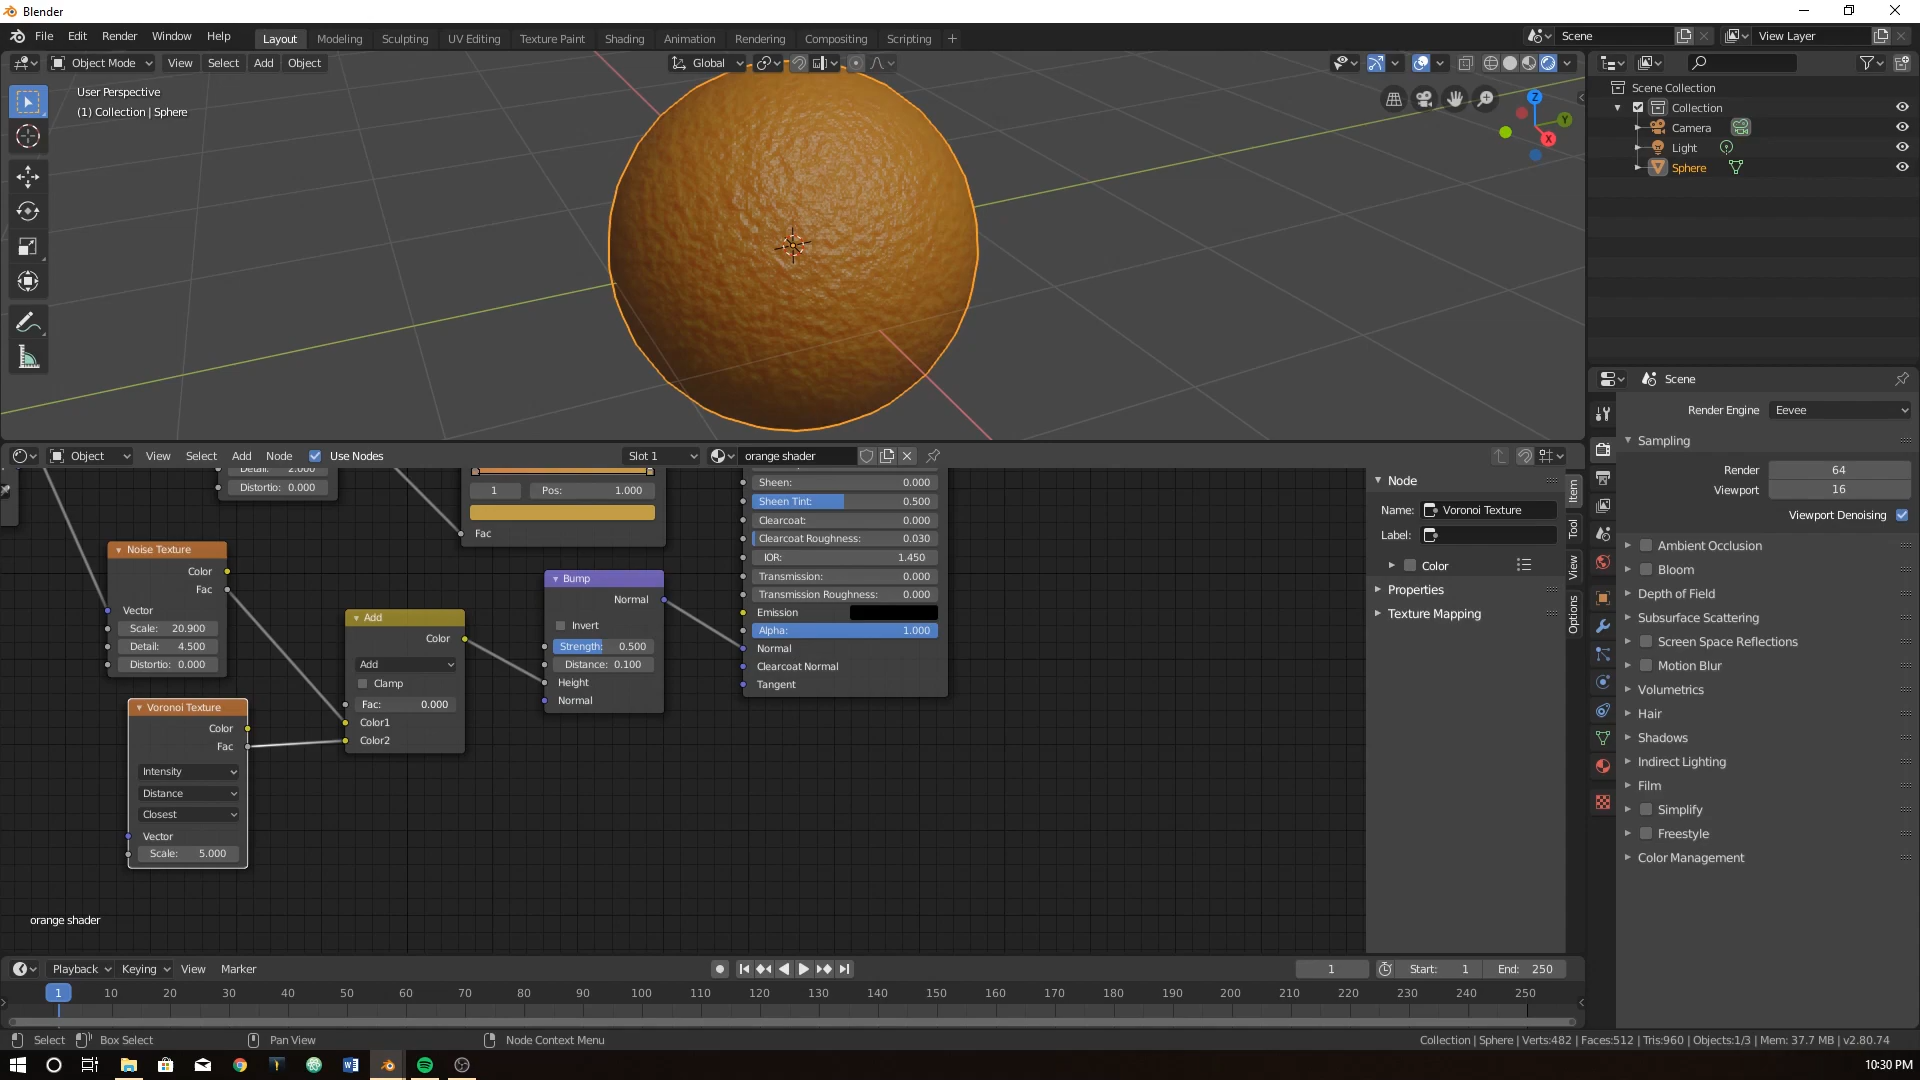 Blender
File Edit Render Window Help Layout Modeling Sculpting UV Editing Texture Paint Shading Animation Rendering Compositing Scripting + Scene View Layer
Object Mode View Select Add Object Global
User Perspective
(1) Collection | Sphere
Z
Y
X
Scene Collection
Collection
Camera
Light
Sphere
Scene
Render Engine Eevee
Sampling
Render 64
Viewport 16
Viewport Denoising
Ambient Occlusion
Bloom
Depth of Field
Subsurface Scattering
Screen Space Reflections
Motion Blur
Volumetrics
Hair
Shadows
Indirect Lighting
Film
Simplify
Freestyle
Color Management
Object View Select Add Node Use Nodes Slot 1 orange shader
Detail: 2.000
Distortio: 0.000
1 Pos: 1.000
Fac
Noise Texture
Color
Fac
Vector
Scale: 20.900
Detail: 4.500
Distortio: 0.000
Voronoi Texture
Color
Fac
Intensity
Distance
Closest
Vector
Scale: 5.000
Add
Color
Add
Clamp
Fac: 0.000
Color1
Color2
Bump
Normal
Invert
Strength: 0.500
Distance: 0.100
Height
Normal
Sheen: 0.000
Sheen Tint: 0.500
Clearcoat: 0.000
Clearcoat Roughness: 0.030
IOR: 1.450
Transmission: 0.000
Transmission Roughness: 0.000
Emission
Alpha: 1.000
Normal
Clearcoat Normal
Tangent
Node
Name: Voronoi Texture
Label:
Color
Properties
Texture Mapping
Item
Tool
View
Options
orange shader
Playback Keying View Marker 1 Start: 1 End: 250
1 10 20 30 40 50 60 70 80 90 100 110 120 130 140 150 160 170 180 190 200 210 220 230 240 250
Select Box Select Pan View Node Context Menu Collection | Sphere | Verts:482 | Faces:512 | Tris:960 | Objects:1/3 | Mem: 37.7 MB | v2.80.74
10:30 PM